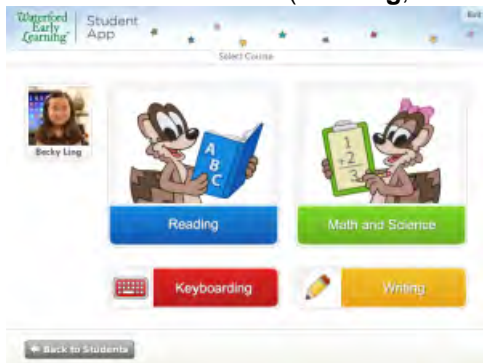 Waterford
Early
Learning
Student
App
Exit
Select Course
Becky Ling
A
B
C
1
+2
3
Reading
Math and Science
Keyboarding
Writing
Back to Students